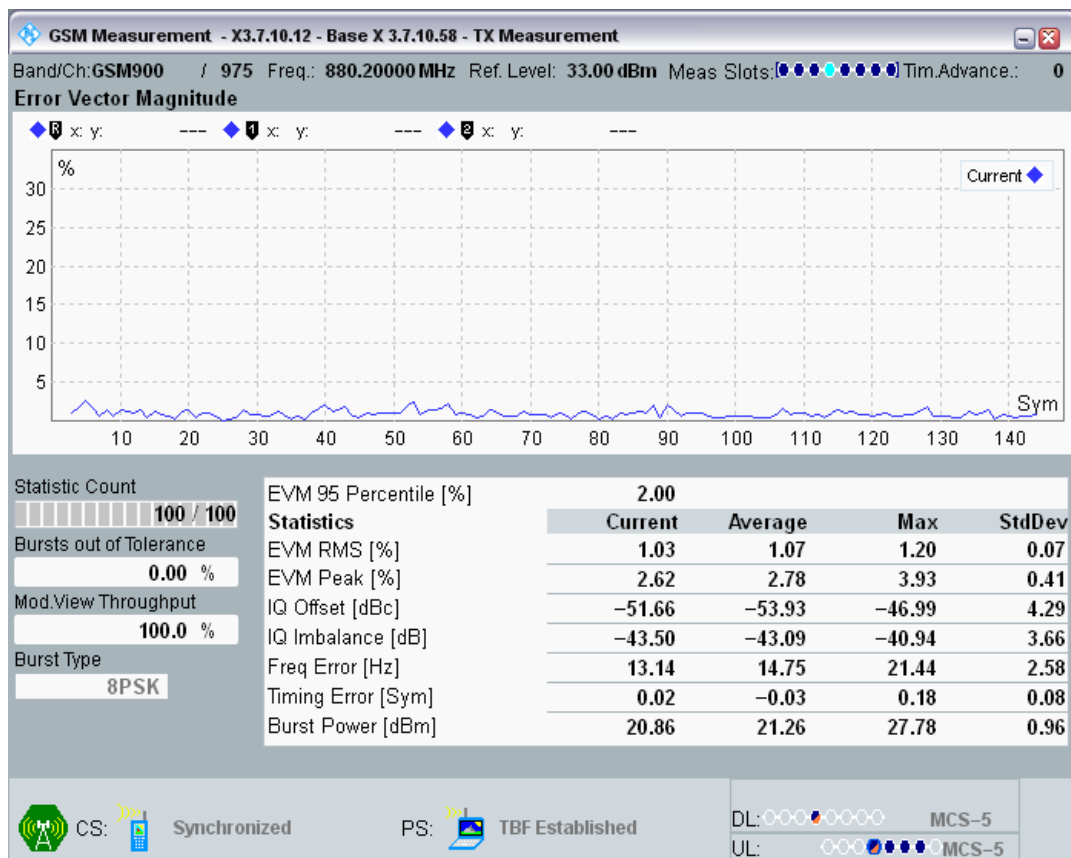 GSM Measurement - X3.7.10.12 - Base X 3.7.10.58 - TX Measurement
Band/Ch:GSM900 / 975 Freq.: 880.20000 MHz Ref. Level: 33.00 dBm Meas Slots: Tim.Advance.: 0
Error Vector Magnitude
R x: y: --- 1 x: y: --- 2 x: y: ---
%
Current
30
25
20
15
10
5
Sym
10 20 30 40 50 60 70 80 90 100 110 120 130 140
Statistic Count
100 / 100
Bursts out of Tolerance
0.00 %
Mod.View Throughput
100.0 %
Burst Type
8PSK
EVM 95 Percentile [%] 2.00
Statistics Current Average Max StdDev
EVM RMS [%] 1.03 1.07 1.20 0.07
EVM Peak [%] 2.62 2.78 3.93 0.41
IQ Offset [dBc] −51.66 −53.93 −46.99 4.29
IQ Imbalance [dB] −43.50 −43.09 −40.94 3.66
Freq Error [Hz] 13.14 14.75 21.44 2.58
Timing Error [Sym] 0.02 −0.03 0.18 0.08
Burst Power [dBm] 20.86 21.26 27.78 0.96
CS: Synchronized PS: TBF Established
DL: MCS−5
UL: MCS−5